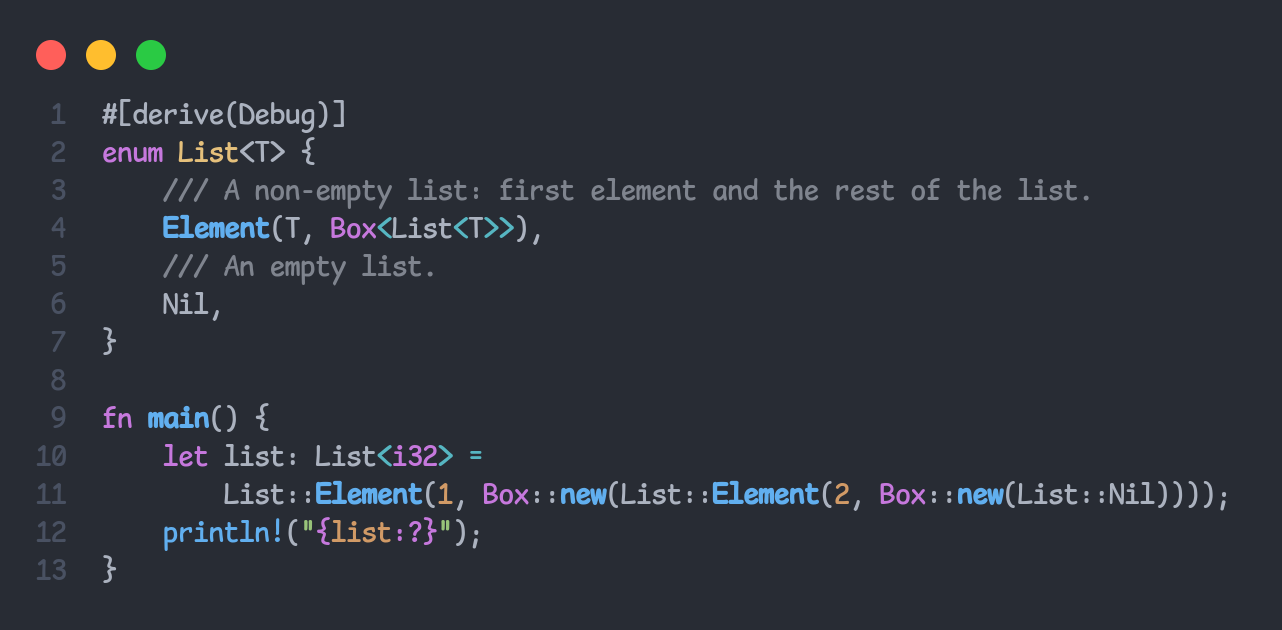 1 #[derive(Debug)]
2 enum List<T> {
3     /// A non-empty list: first element and the rest of the list.
4     Element(T, Box<List<T>>),
5     /// An empty list.
6     Nil,
7 }
8
9 fn main() {
10     let list: List<i32> =
11         List::Element(1, Box::new(List::Element(2, Box::new(List::Nil))));
12     println!("{list:?}");
13 }